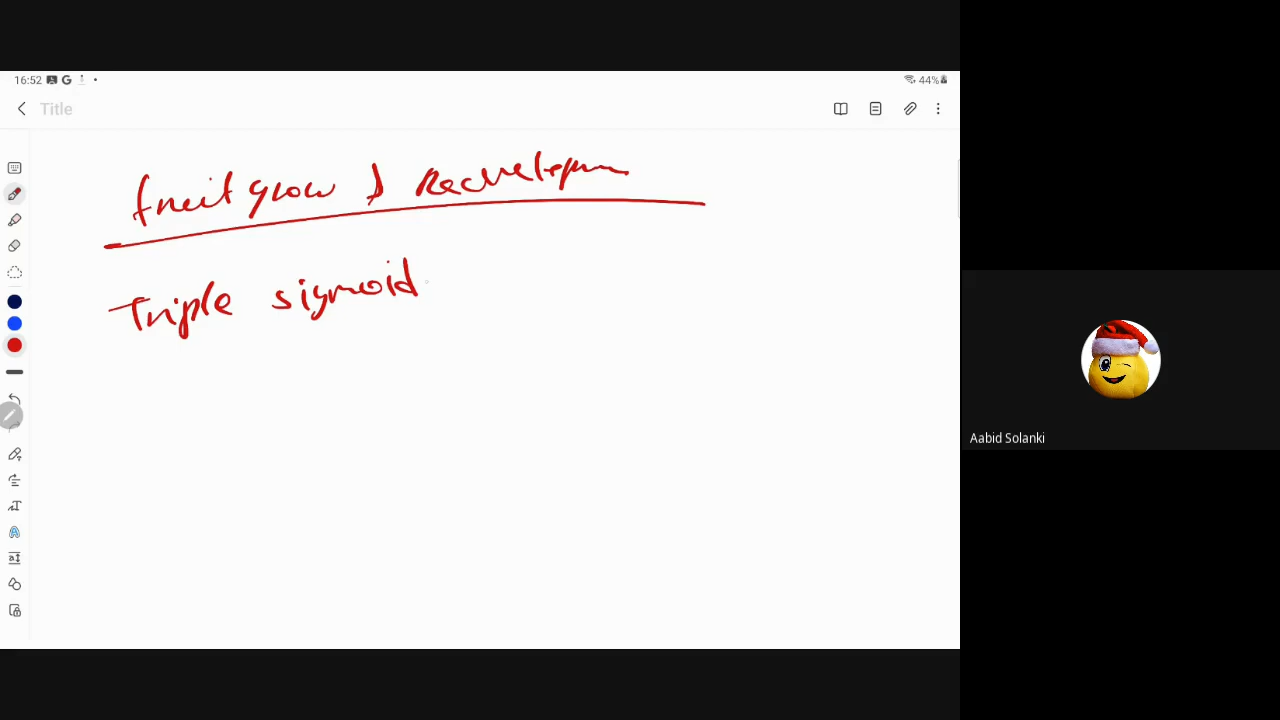 16:52 G 44%
Title
fruit grow &
Triple sigmoid
Aabid Solanki